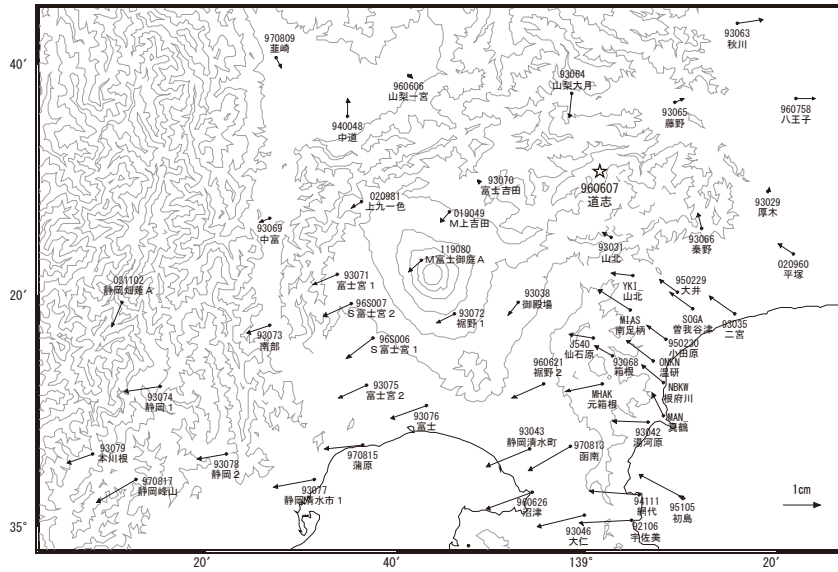 93063
秋川
970809
韮崎
40′
960606
山梨一宮
93064
山梨大月
93065
藤野
960758
八王子
940048
中道
960607
道志
93070
富士吉田
020981
上九一色
019049
M上吉田
93029
厚木
93069
中富
93031
山北
93066
秦野
119080
M富士御庭A
020960
平塚
93071
富士宮1
YKI
山北
950229
大井
021102
静岡畑薙A
20′
96S007
S富士宮2
93038
御殿場
93072
裾野1
MIAS
南足柄
SOGA
曽我谷津
93035
二宮
93073
南部
96S006
S富士宮1
J540
仙石原
950230
小田原
960621
裾野2
93068
箱根
ONKN
温研
93074
静岡1
93075
富士宮2
MHAK
元箱根
NBKW
根府川
93076
富士
MAN
真鶴
93043
静岡清水町
93042
湯河原
93079
本川根
93078
静岡2
970815
蒲原
970813
函南
970817
静岡峰山
93077
静岡清水市1
1cm
960626
沼津
94111
網代
95105
初島
35′
93046
大仁
02106
宇佐美
20′
40′
139°
20′